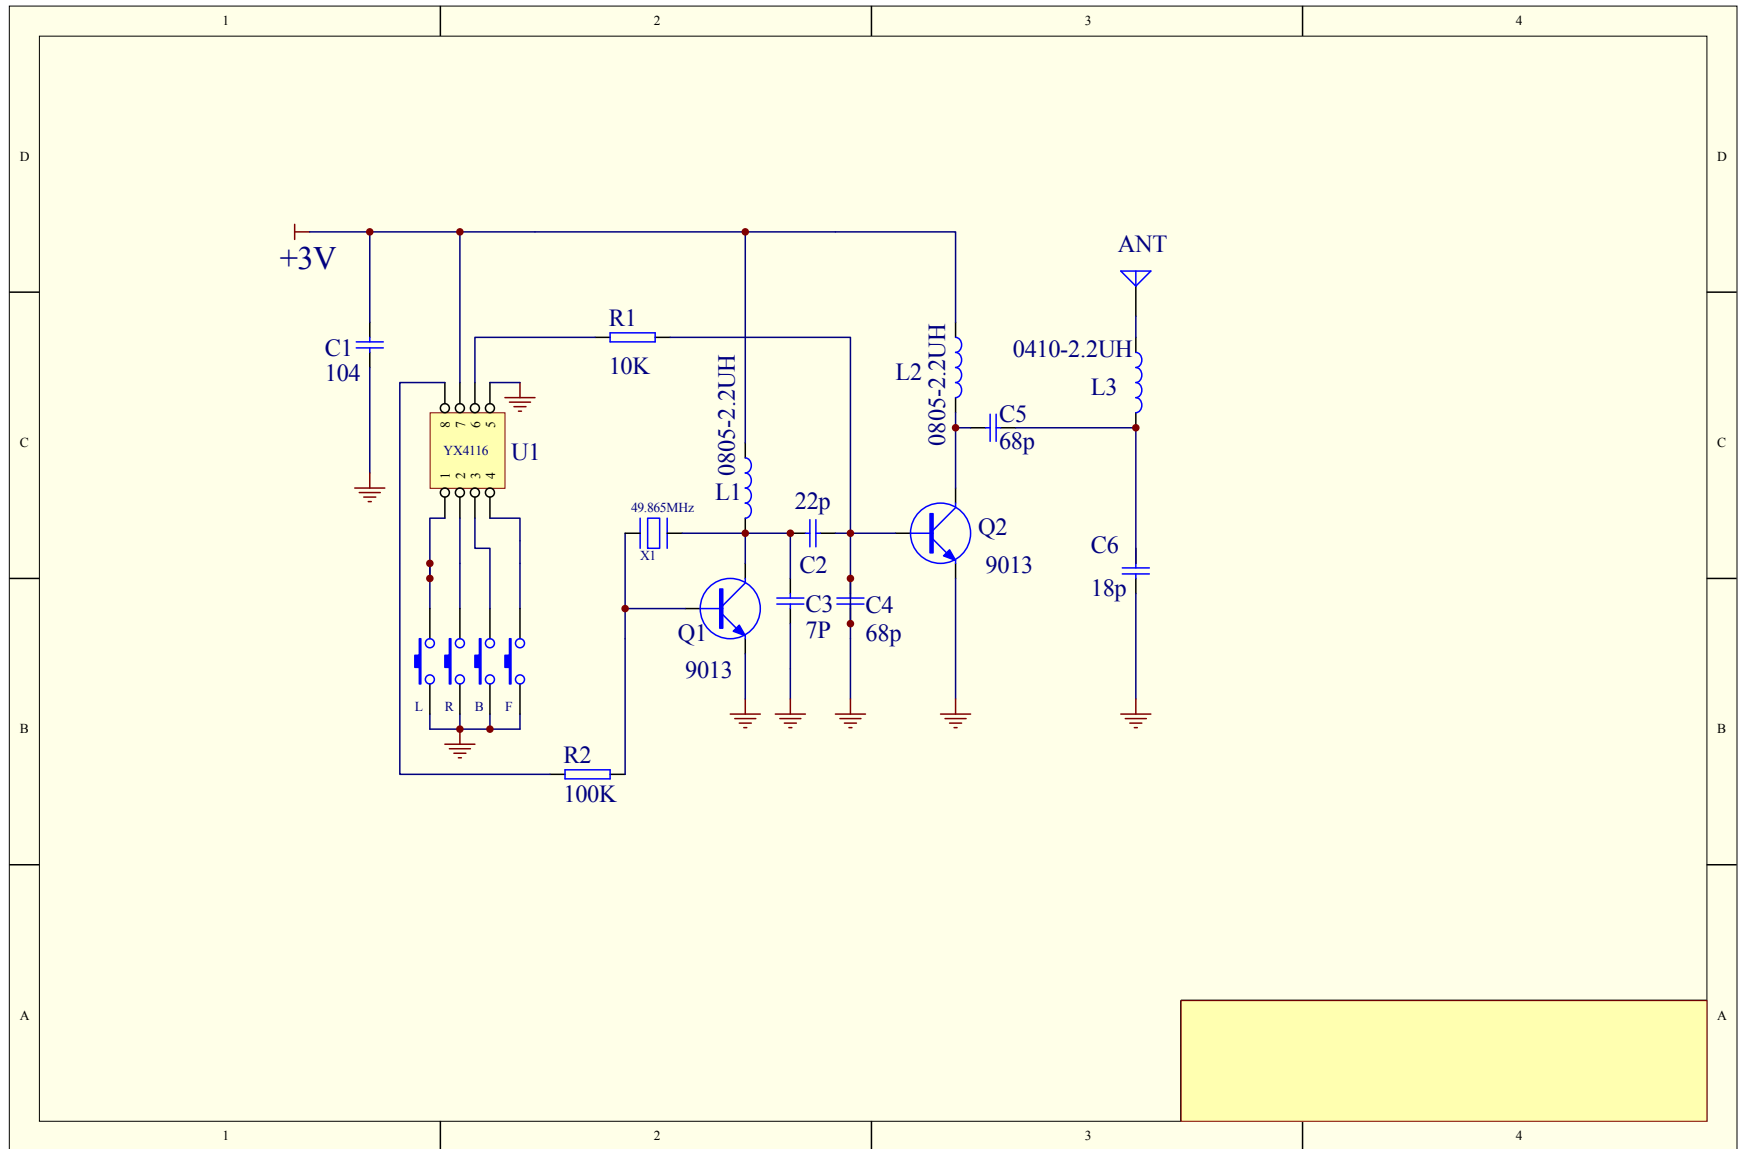 1 2 3 4
D D
ANT
+3V
R1
10K
C1
104
0805-2.2UH
L1
L2
0805-2.2UH
0410-2.2UH
L3
C5
68p
C C
8 7 6 5
YX4116
U1
1 2 3 4
49.865MHz
X1
22p
C2
Q2
9013
C6
18p
C3
7P
C4
68p
Q1
9013
L R B F
B B
R2
100K
A A
1 2 3 4